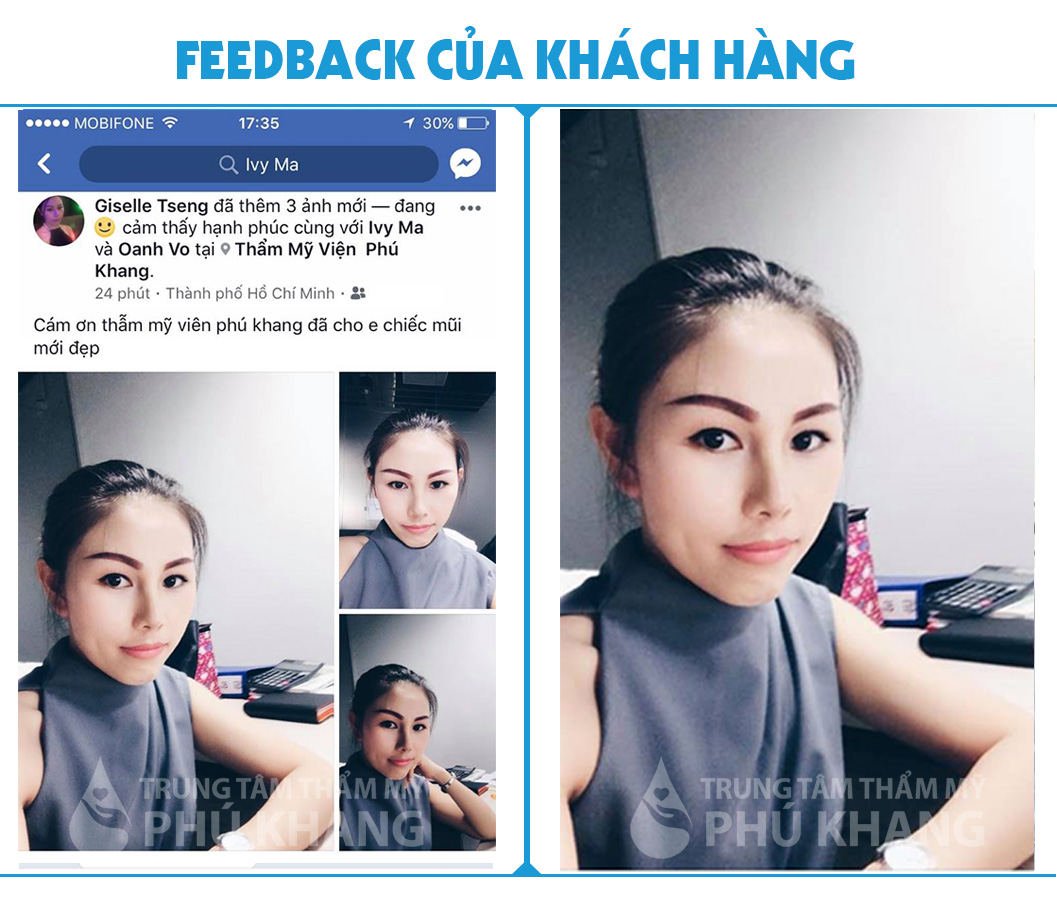 FEEDBACK CỦA KHÁCH HÀNG
MOBIFONE 17:35 30%
Ivy Ma
Giselle Tseng đã thêm 3 ảnh mới — đang
cảm thấy hạnh phúc cùng với Ivy Ma
và Oanh Vo tại Thẩm Mỹ Viện Phú
Khang.
24 phút · Thành phố Hồ Chí Minh ·
Cám ơn thẫm mỹ viên phú khang đã cho e chiếc mũi
mới đẹp
TRUNG TÂM THẨM MỸ
PHÚ KHANG
TRUNG TÂM THẨM MỸ
PHÚ KHANG